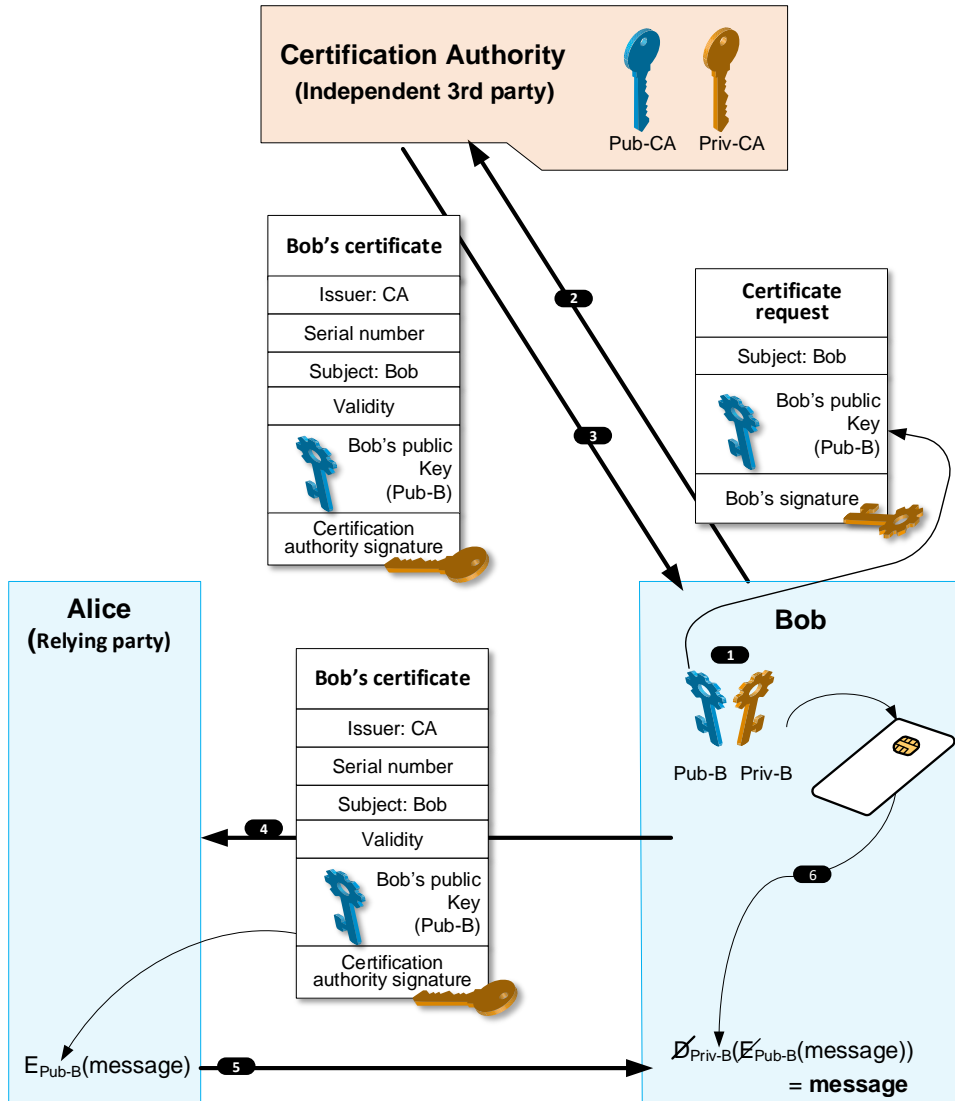 Certification Authority
(Independent 3rd party)
Pub-CA
Priv-CA
Bob's certificate
Issuer: CA
Serial number
Subject: Bob
Validity
Bob's public
Key
(Pub-B)
Certification
authority signature
2
3
Certificate
request
Subject: Bob
Bob's public
Key
(Pub-B)
Bob's signature
Alice
(Relying party)
Bob
1
Pub-B
Priv-B
Bob's certificate
Issuer: CA
Serial number
Subject: Bob
Validity
Bob's public
Key
(Pub-B)
Certification
authority signature
4
6
EPub-B(message)
5
DPriv-B(EPub-B(message))
= message